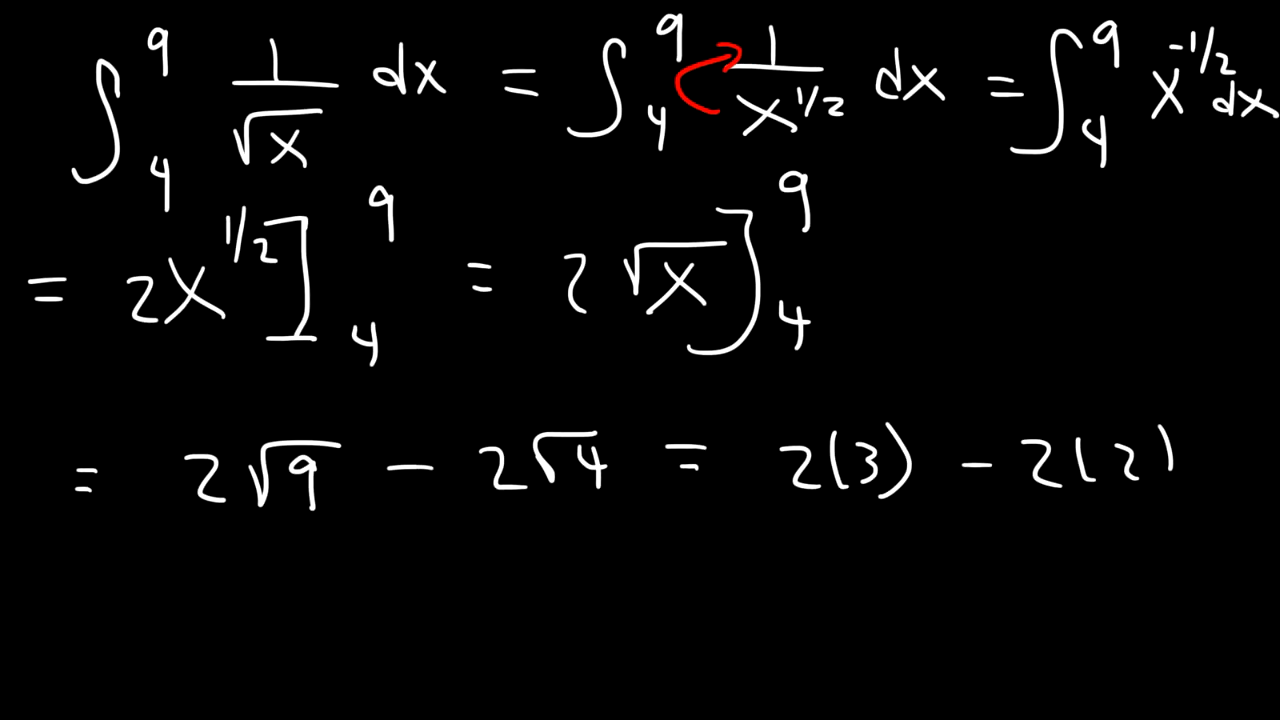 ∫₄⁹ 1/√x dx = ∫₄⁹ 1/x^(1/2) dx = ∫₄⁹ x^(-1/2) dx
= 2x^(1/2) ]₄⁹ = 2√x ]₄⁹
= 2√9 − 2√4 = 2(3) − 2(2)